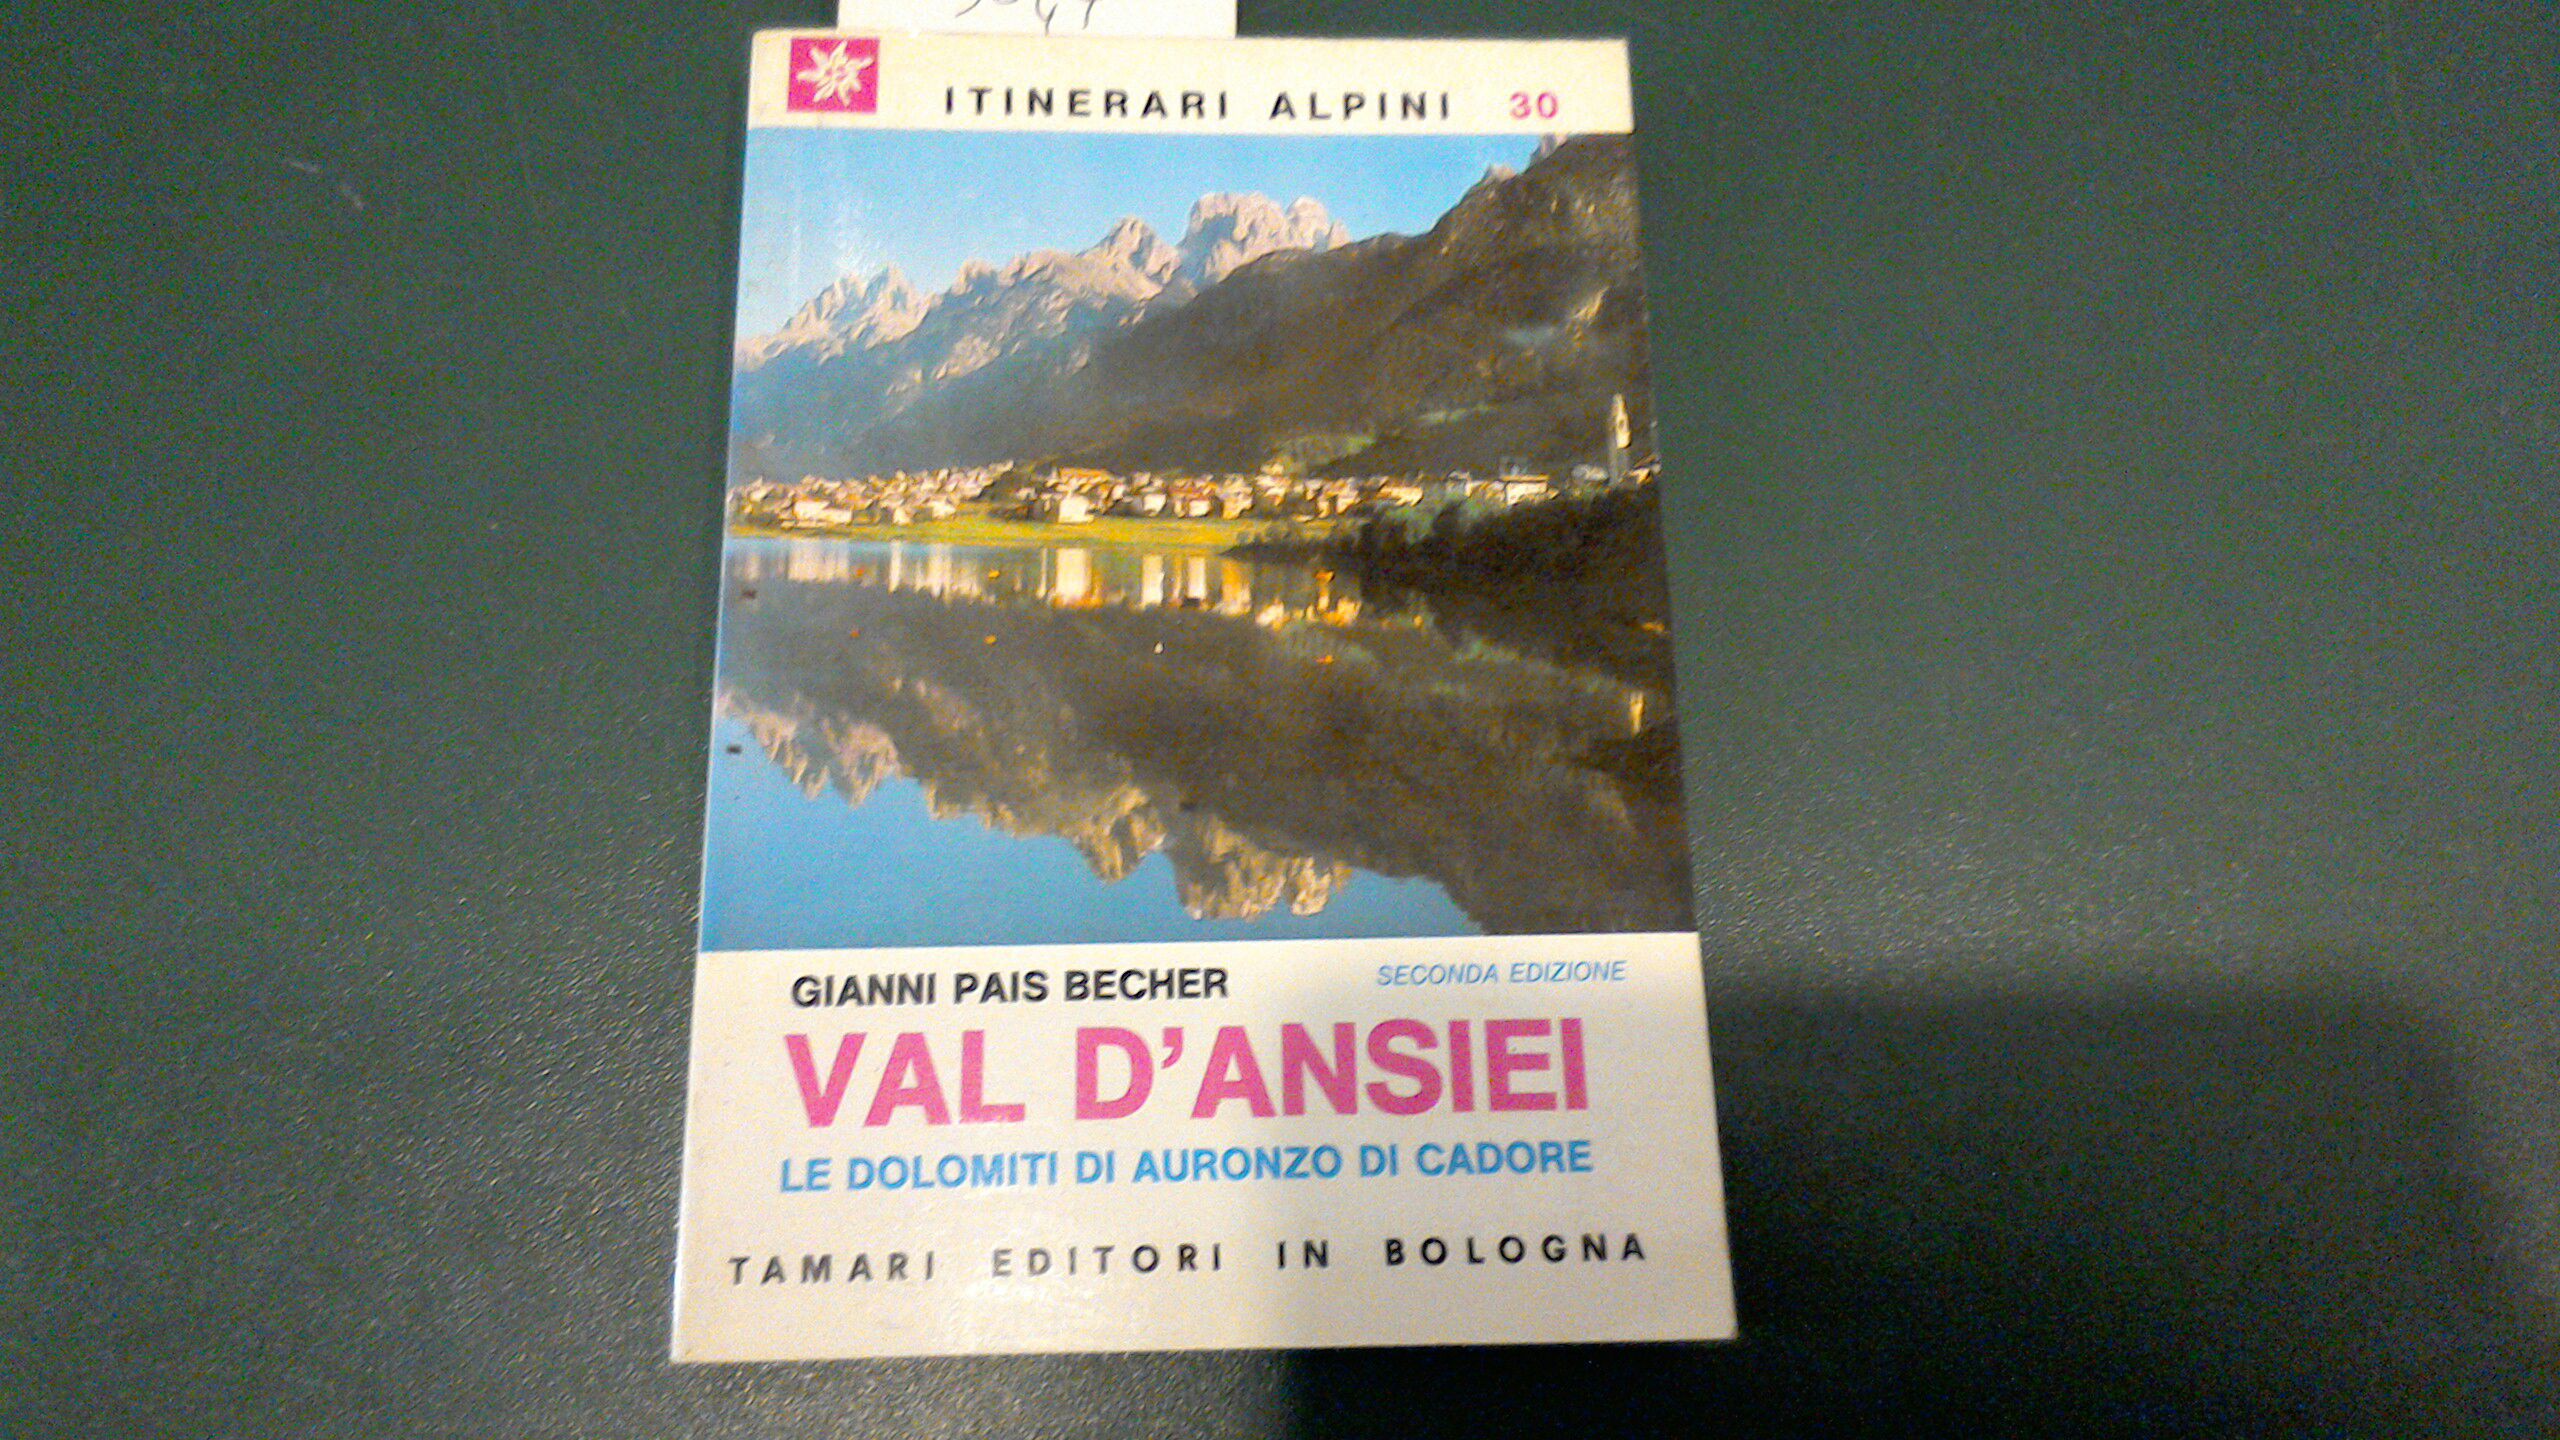 ITINERARI ALPINI 30
GIANNI PAIS BECHER
SECONDA EDIZIONE
VAL D'ANSIEI
LE DOLOMITI DI AURONZO DI CADORE
TAMARI EDITORI IN BOLOGNA